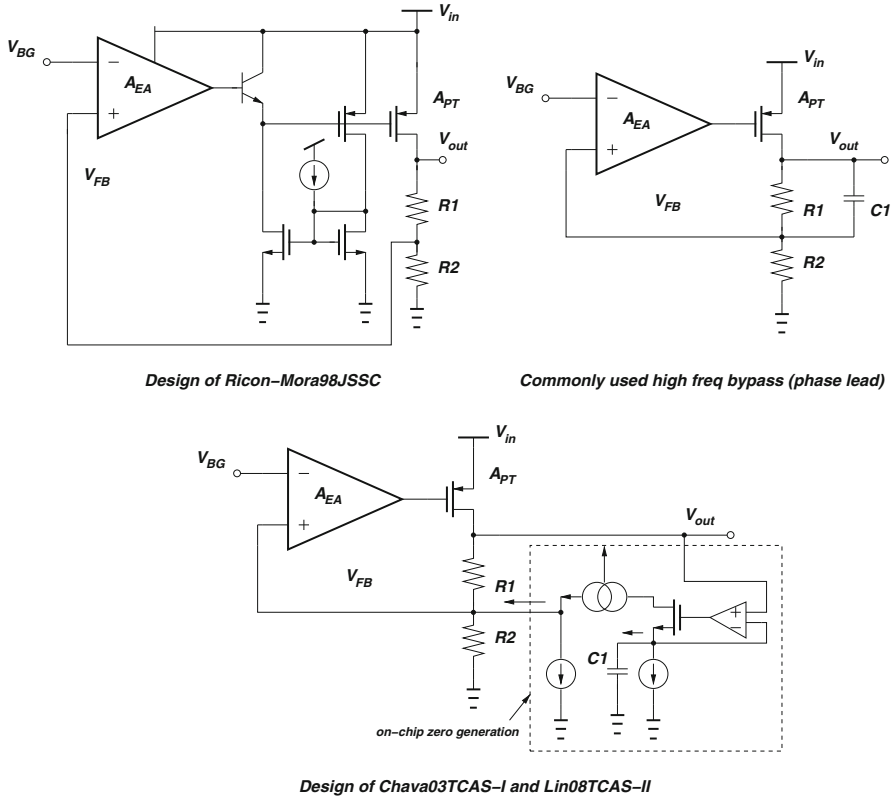 V_in
V_BG
−
A_EA
+
A_PT
V_out
V_FB
R1
R2
Design of Ricon−Mora98JSSC
V_in
V_BG
−
A_EA
+
A_PT
V_out
V_FB
R1
C1
R2
Commonly used high freq bypass (phase lead)
V_in
V_BG
−
A_EA
+
A_PT
V_out
V_FB
R1
R2
+
−
C1
on−chip zero generation
Design of Chava03TCAS−I and Lin08TCAS−II